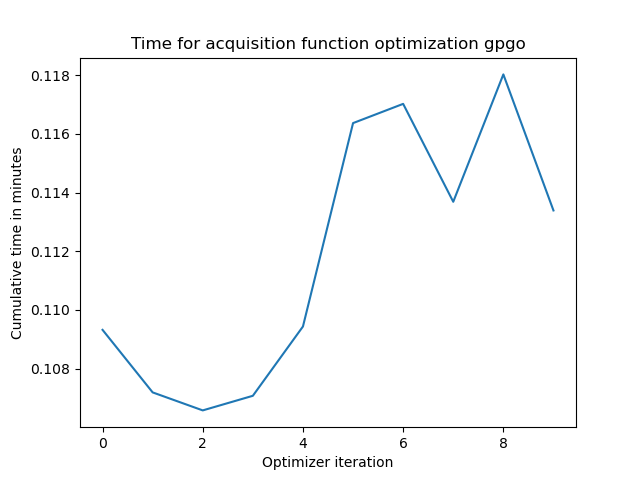 Time for acquisition function optimization gpgo
Cumulative time in minutes
0.118
0.116
0.114
0.112
0.110
0.108
0 2 4 6 8
Optimizer iteration